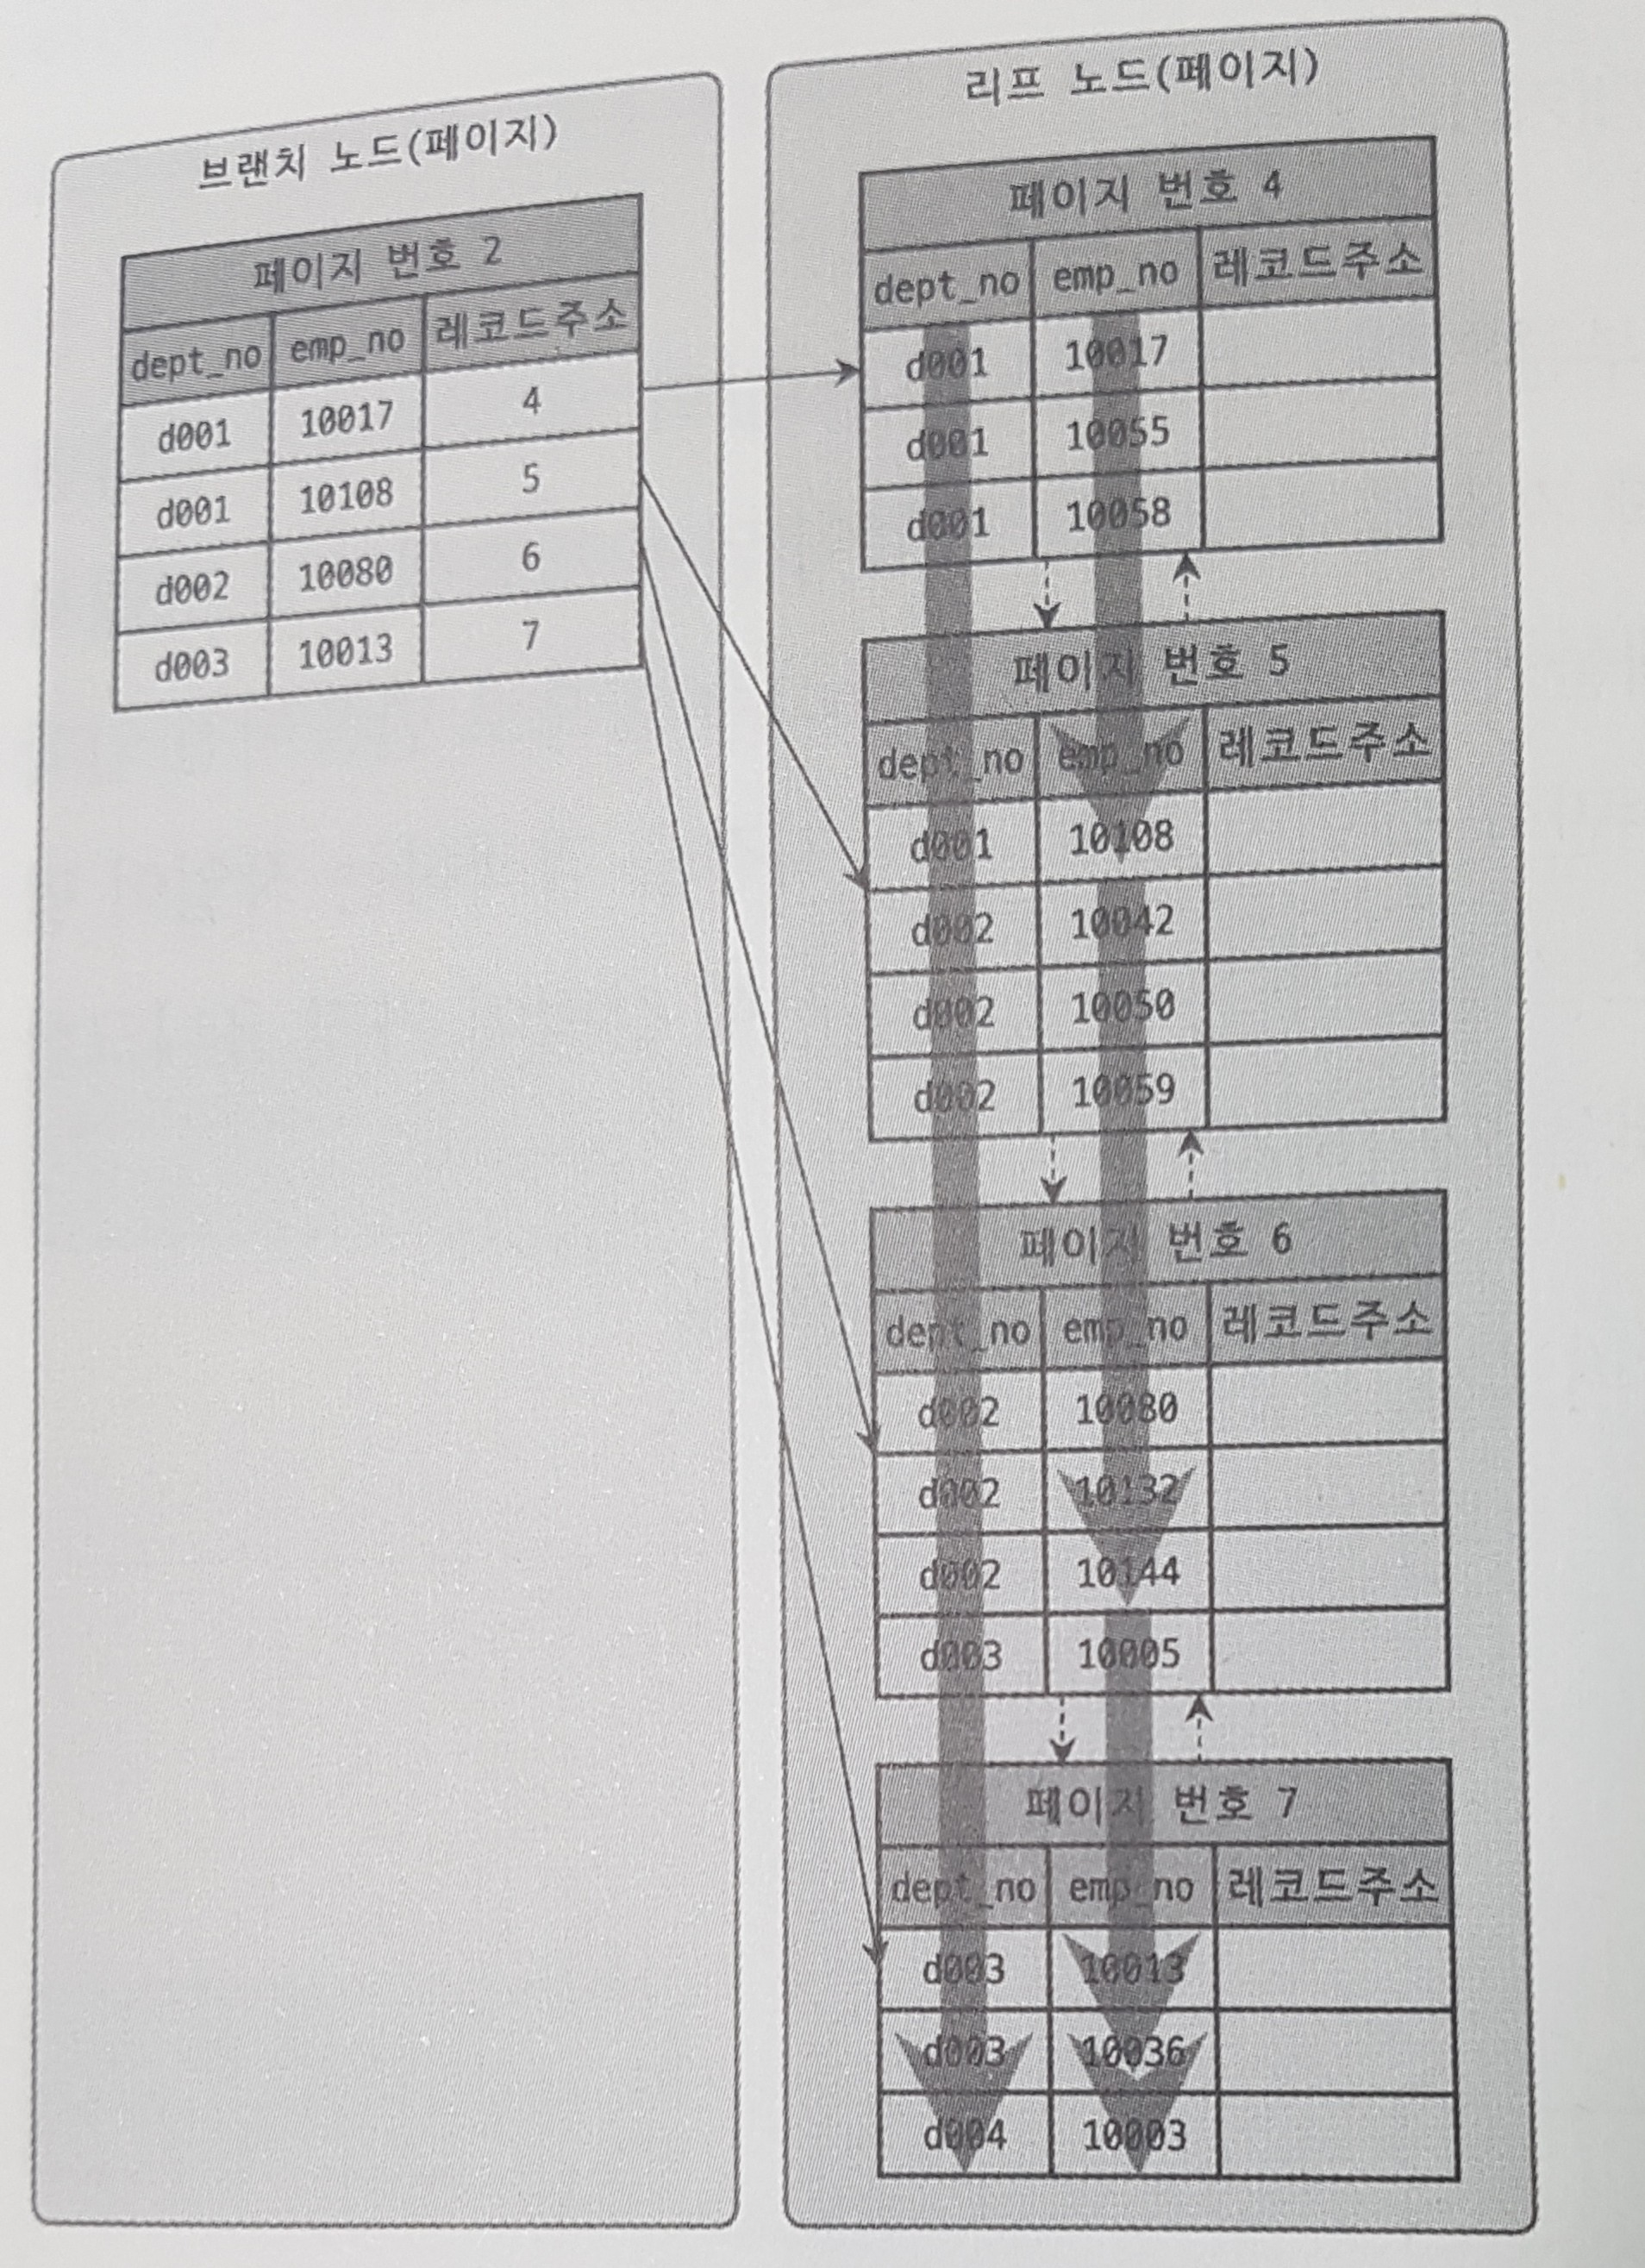 브랜치 노드(페이지)
페이지 번호 2
dept_no emp_no 레코드주소
d001 10017 4
d001 10108 5
d002 10080 6
d003 10013 7
리프 노드(페이지)
페이지 번호 4
dept_no emp_no 레코드주소
d001 10017
d001 10055
d001 10058
페이지 번호 5
dept_no emp_no 레코드주소
d001 10108
d002 10042
d002 10050
d002 10059
페이지 번호 6
dept_no emp_no 레코드주소
d002 10080
d002 10132
d002 10144
d003 10005
페이지 번호 7
dept_no emp_no 레코드주소
d003 10013
d003 10036
d004 10003